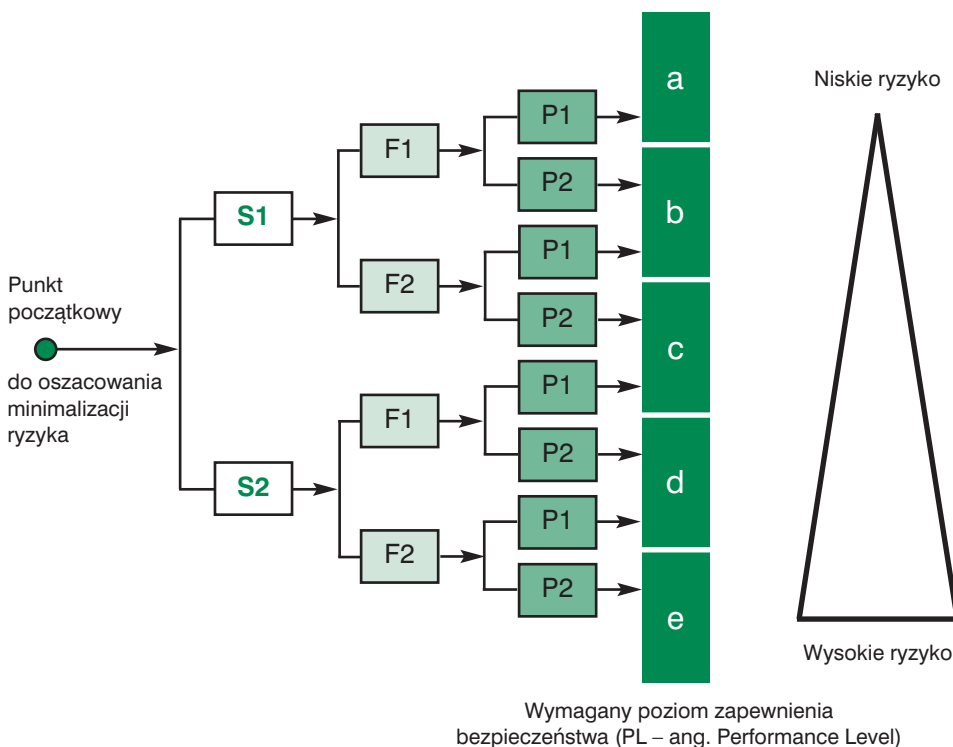 Niskie ryzyko
a
P1
F1
P2
b
S1
P1
F2
P2
c
Punkt
początkowy
do oszacowania
minimalizacji
ryzyka
P1
F1
P2
d
S2
P1
F2
P2
e
Wysokie ryzyko
Wymagany poziom zapewnienia
bezpieczeństwa (PL – ang. Performance Level)